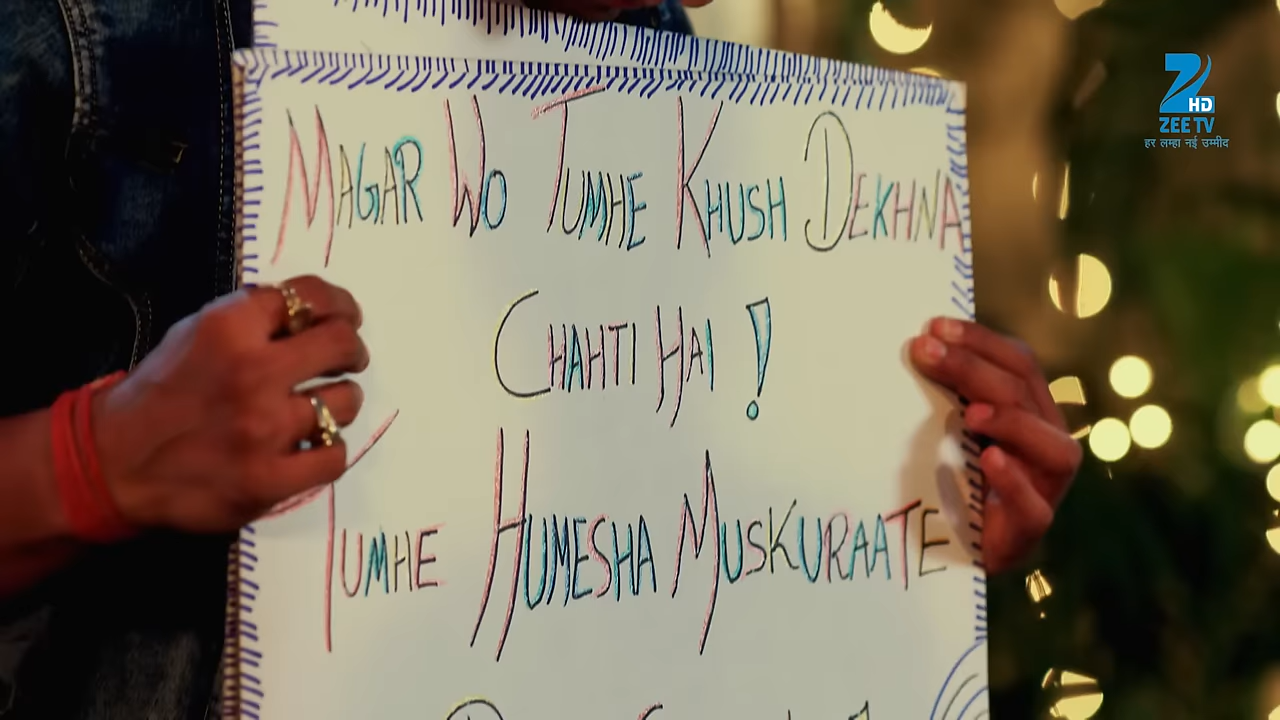 MAGAR WO TUMHE KHUSH DEKHNA
CHAHTI HAI !
TUMHE HUMESHA MUSKURAATE
Z HD
ZEE TV
हर लम्हा नई उम्मीद